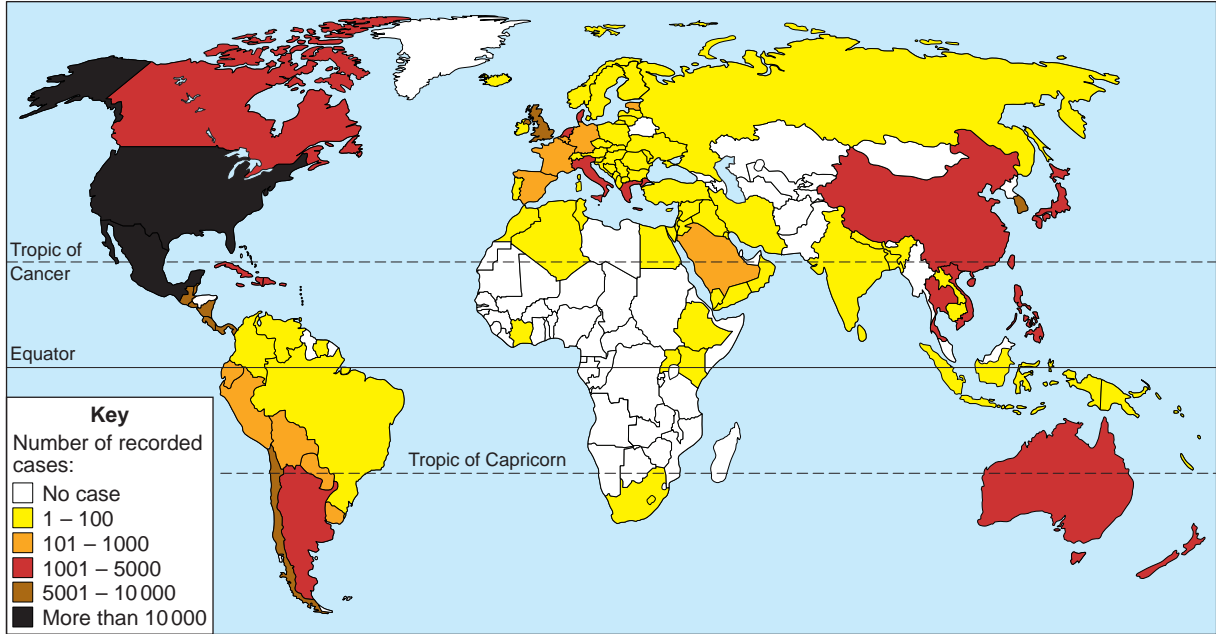 Tropic of
Cancer
Equator
Tropic of Capricorn
Key
Number of recorded
cases:
No case
1 – 100
101 – 1000
1001 – 5000
5001 – 10 000
More than 10 000